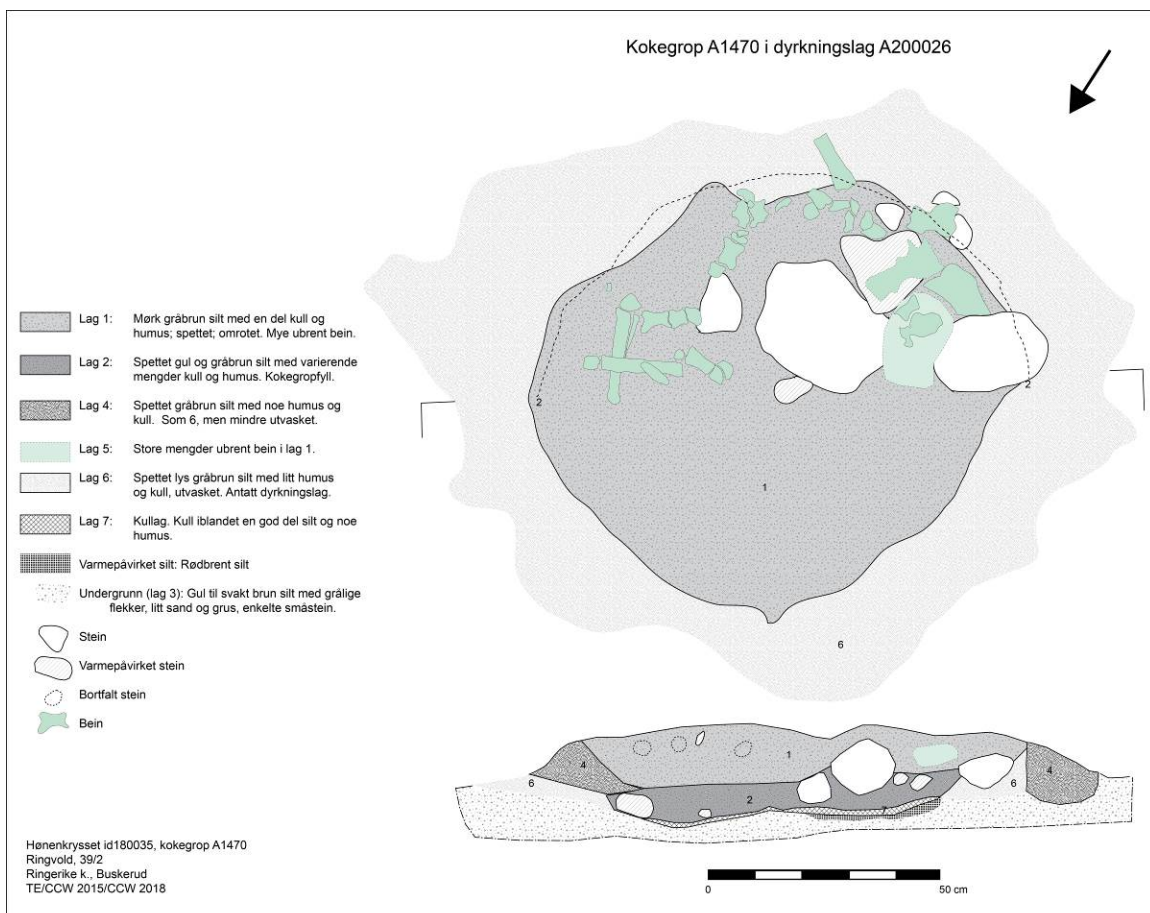 Kokegrop A1470 i dyrkningslag A200026
2
2
1
6
Lag 1: Mørk gråbrun silt med en del kull og
humus; spettet; omrotet. Mye ubrent bein.
Lag 2: Spettet gul og gråbrun silt med varierende
mengder kull og humus. Kokegropfyll.
Lag 4: Spettet gråbrun silt med noe humus og
kull. Som 6, men mindre utvasket.
Lag 5: Store mengder ubrent bein i lag 1.
Lag 6: Spettet lys gråbrun silt med litt humus
og kull, utvasket. Antatt dyrkningslag.
Lag 7: Kullag. Kull iblandet en god del silt og noe
humus.
Varmepåvirket silt: Rødbrent silt
Undergrunn (lag 3): Gul til svakt brun silt med grålige
flekker, litt sand og grus, enkelte småstein.
Stein
Varmepåvirket stein
Bortfalt stein
Bein
1
4
4
6
6
2
7
Hønenkrysset id180035, kokegrop A1470
Ringvold, 39/2
Ringerike k., Buskerud
TE/CCW 2015/CCW 2018
0 50 cm